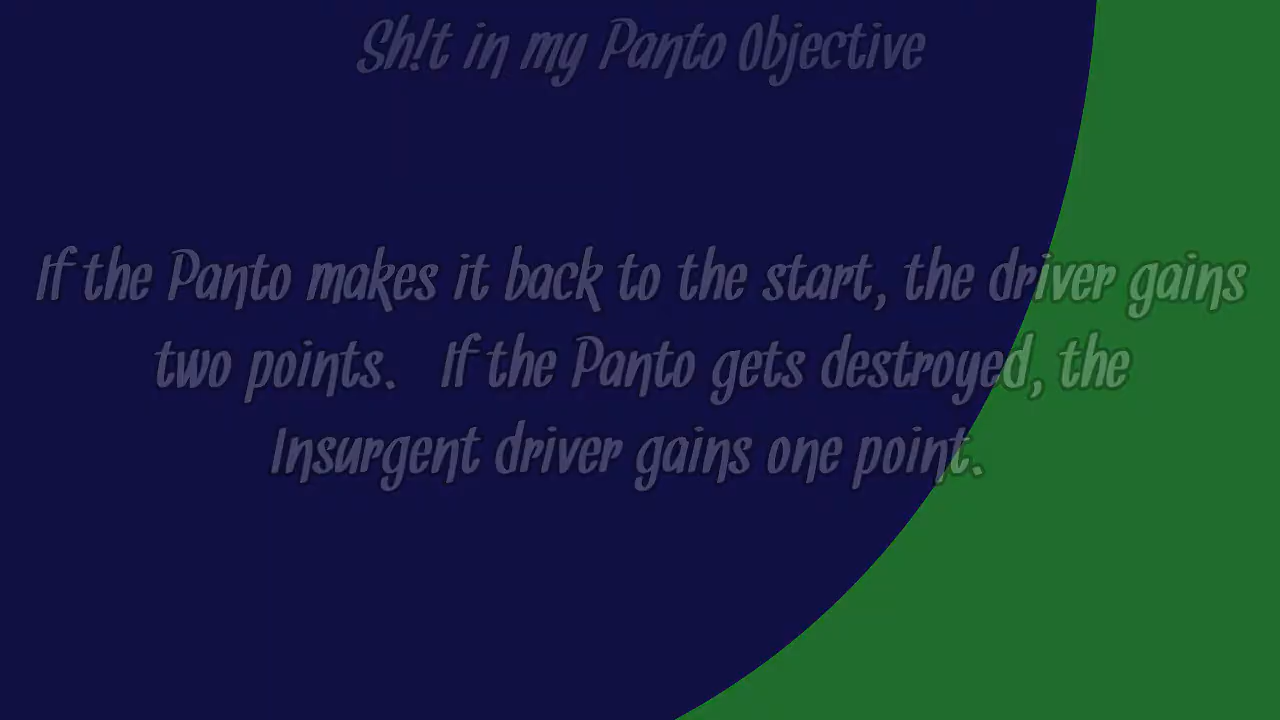 Sh!t in my Panto Objective
If the Panto makes it back to the start, the driver gains
two points. If the Panto gets destroyed, the
Insurgent driver gains one point.